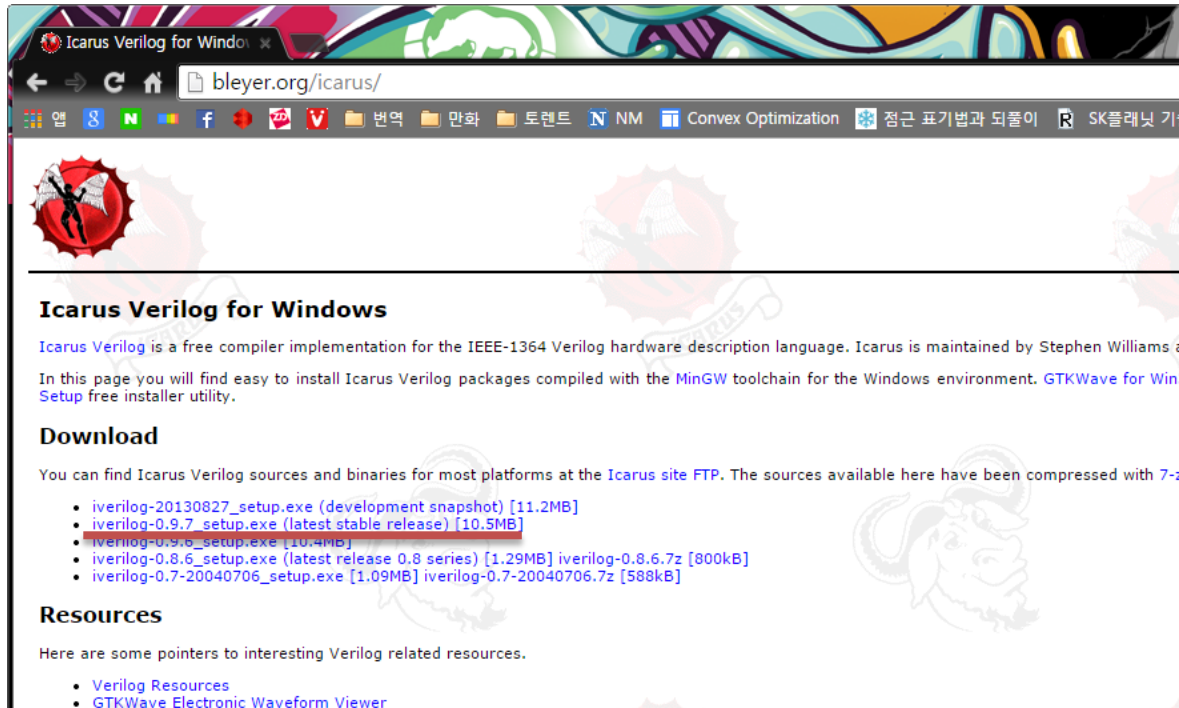 Icarus Verilog for Windo
bleyer.org/icarus/
앱 번역 만화 토렌트 NM Convex Optimization 점근 표기법과 되풀이 SK플래닛
Icarus Verilog for Windows
Icarus Verilog is a free compiler implementation for the IEEE-1364 Verilog hardware description language. Icarus is maintained by Stephen Williams a
In this page you will find easy to install Icarus Verilog packages compiled with the MinGW toolchain for the Windows environment. GTKWave for Win
Setup free installer utility.
Download
You can find Icarus Verilog sources and binaries for most platforms at the Icarus site FTP. The sources available here have been compressed with 7-z
iverilog-20130827_setup.exe (development snapshot) [11.2MB]
iverilog-0.9.7_setup.exe (latest stable release) [10.5MB]
iverilog-0.9.6_setup.exe [10.4MB]
iverilog-0.8.6_setup.exe (latest release 0.8 series) [1.29MB] iverilog-0.8.6.7z [800kB]
iverilog-0.7-20040706_setup.exe [1.09MB] iverilog-0.7-20040706.7z [588kB]
Resources
Here are some pointers to interesting Verilog related resources.
Verilog Resources
GTKWave Electronic Waveform Viewer